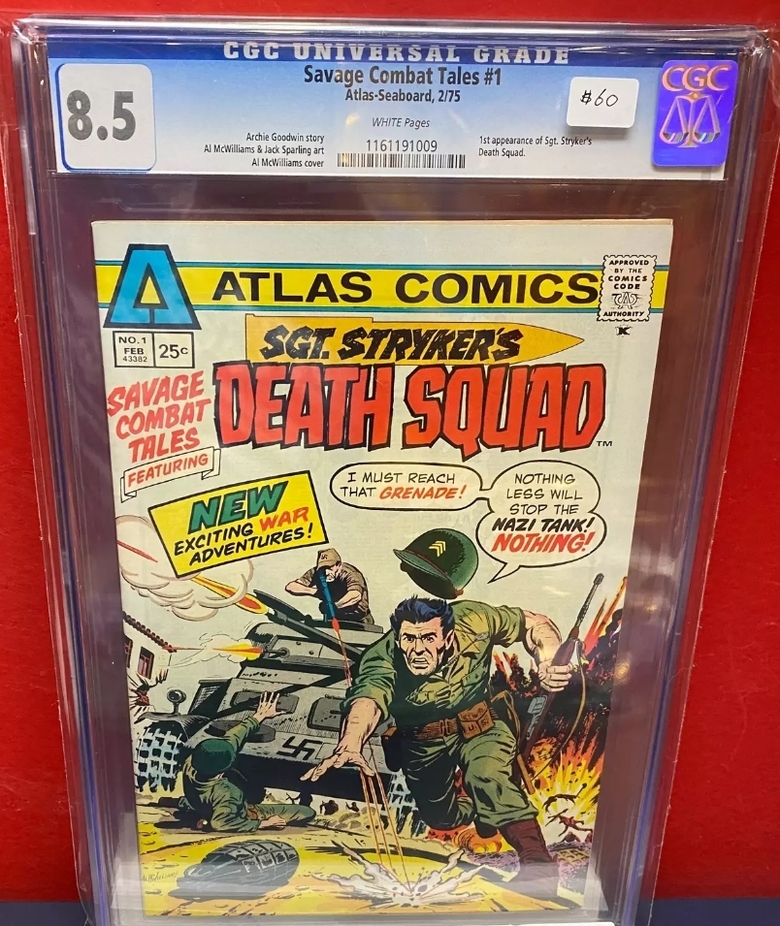 CGC UNIVERSAL GRADE
8.5
Savage Combat Tales #1
Atlas-Seaboard, 2/75
$60
CGC
WHITE Pages
Archie Goodwin story
Al McWilliams & Jack Sparling art
Al McWilliams cover
1161191009
1st appearance of Sgt. Stryker's
Death Squad.
A
ATLAS COMICS
APPROVED
BY THE
COMICS
CODE
CA
AUTHORITY
K
NO.1
FEB
43382
25c
SGT. STRYKER'S
DEATH SQUAD
TM
SAVAGE
COMBAT
TALES
FEATURING
NEW
EXCITING WAR
ADVENTURES!
I MUST REACH
THAT GRENADE!
NOTHING
LESS WILL
STOP THE
NAZI TANK!
NOTHING!
U.S